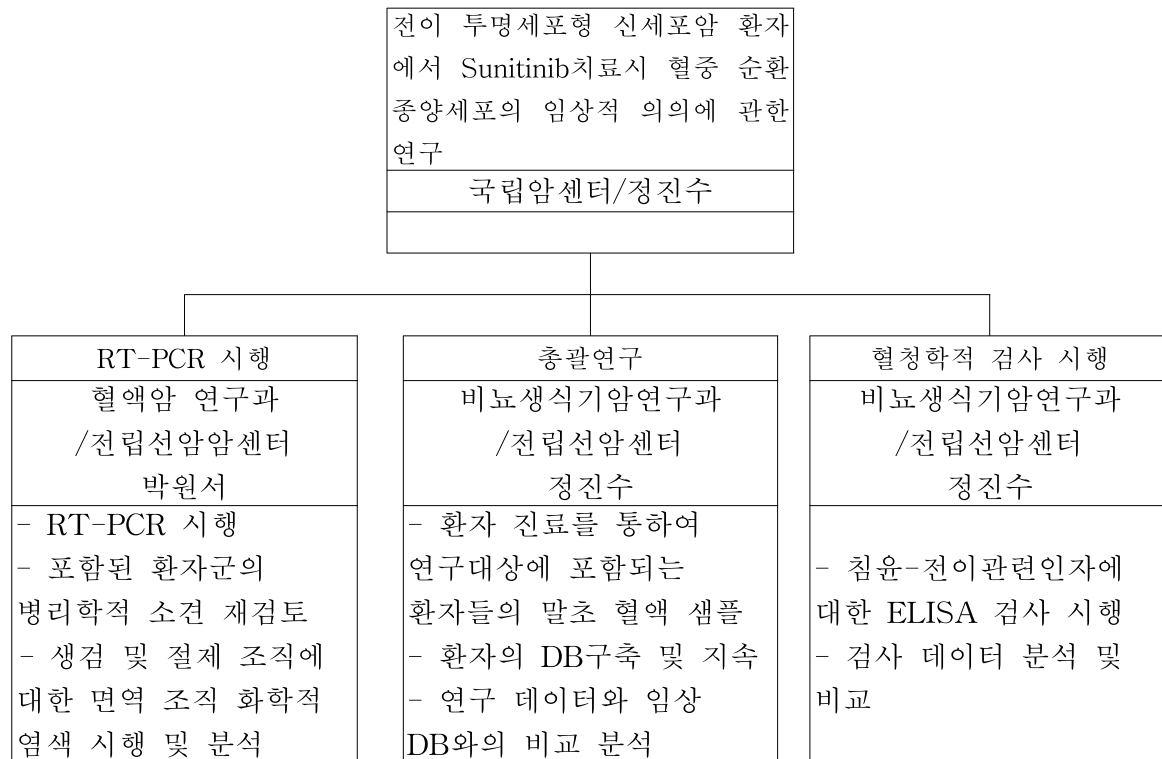 전이 투명세포형 신세포암 환자
에서 Sunitinib치료시 혈중 순환
종양세포의 임상적 의의에 관한
연구
국립암센터/정진수
RT-PCR 시행
혈액암 연구과
/전립선암암센터
박원서
- RT-PCR 시행
- 포함된 환자군의
병리학적 소견 재검토
- 생검 및 절제 조직에
대한 면역 조직 화학적
염색 시행 및 분석
총괄연구
비뇨생식기암연구과
/전립선암센터
정진수
- 환자 진료를 통하여
연구대상에 포함되는
환자들의 말초 혈액 샘플
- 환자의 DB구축 및 지속
- 연구 데이터와 임상
DB와의 비교 분석
혈청학적 검사 시행
비뇨생식기암연구과
/전립선암센터
정진수
- 침윤-전이관련인자에
대한 ELISA 검사 시행
- 검사 데이터 분석 및
비교